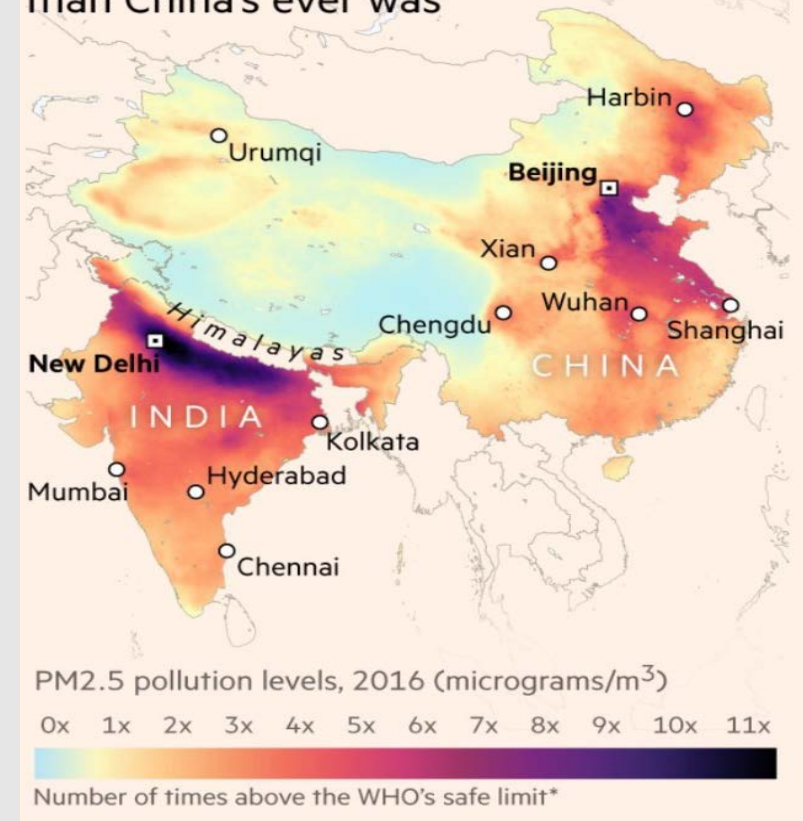 than China's ever was
Harbin
Urumqi
Beijing
Xian
Wuhan
Chengdu
Shanghai
Himalayas
New Delhi
CHINA
INDIA
Kolkata
Hyderabad
Mumbai
Chennai
PM2.5 pollution levels, 2016 (micrograms/m³)
0x 1x 2x 3x 4x 5x 6x 7x 8x 9x 10x 11x
Number of times above the WHO's safe limit*